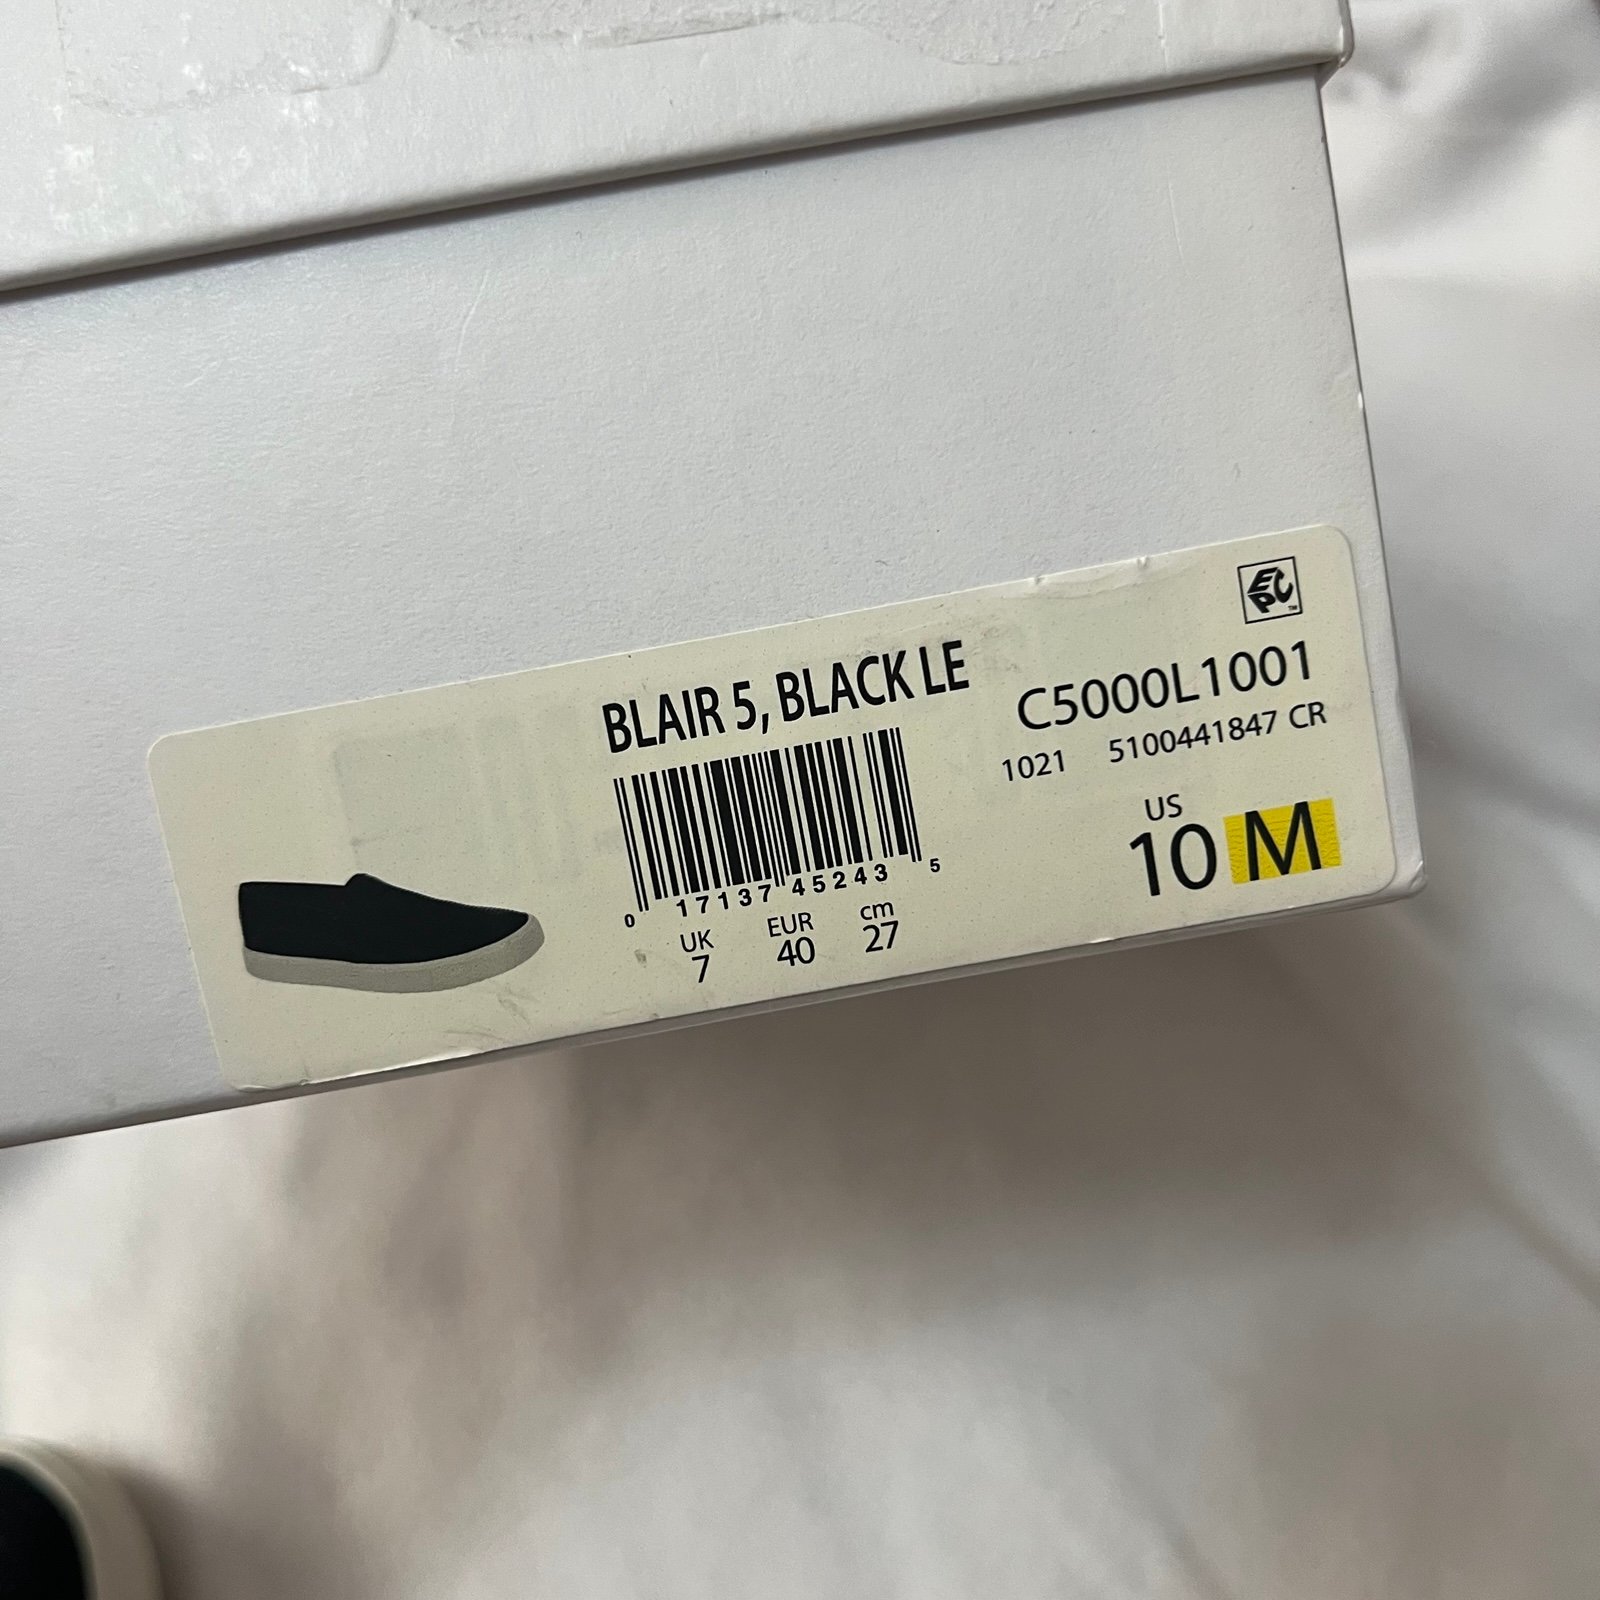 EPC™
BLAIR 5, BLACK LE
C5000L1001
1021 5100441847 CR
0 17137 45243 5
US
10 M
UK EUR cm
7 40 27